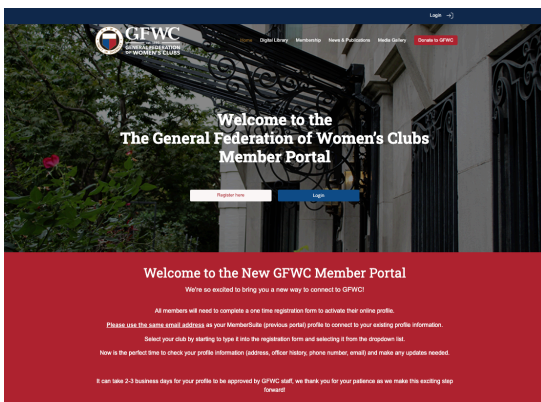 Login
GFWC
GENERAL FEDERATION
OF WOMEN'S CLUBS
Home Digital Library Membership News & Publications Media Gallery Donate to GFWC
Welcome to the
The General Federation of Women's Clubs
Member Portal
Register here Login
Welcome to the New GFWC Member Portal
We're so excited to bring you a new way to connect to GFWC!
All members will need to complete a one time registration form to activate their online profile.
Please use the same email address as your MemberSuite (previous portal) profile to connect to your existing profile information.
Select your club by starting to type it into the registration form and selecting it from the dropdown list.
Now is the perfect time to check your profile information (address, officer history, phone number, email) and make any updates needed.
It can take 2-3 business days for your profile to be approved by GFWC staff, we thank you for your patience as we make this exciting step
forward!